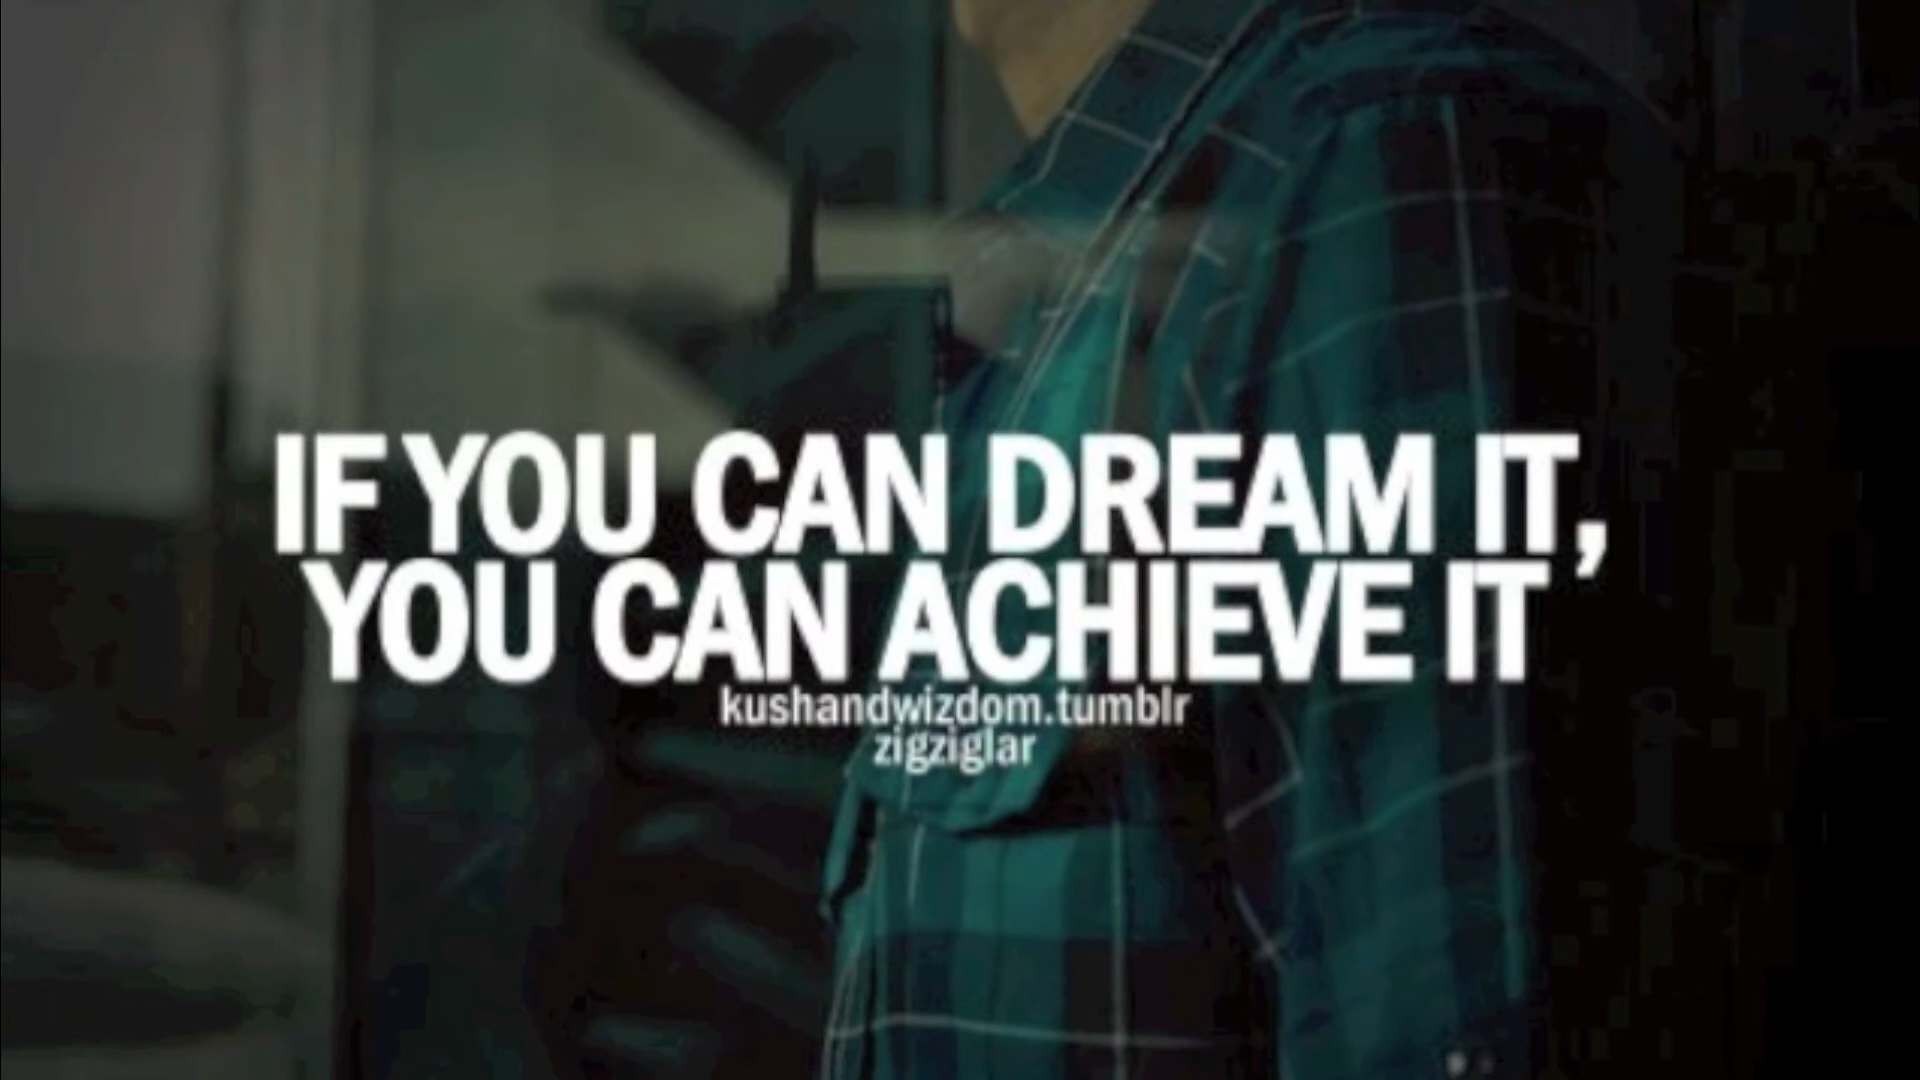 IF YOU CAN DREAM IT,
YOU CAN ACHIEVE IT
kushandwizdom.tumblr
zigziglar